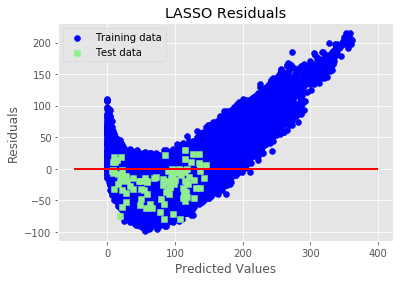 LASSO Residuals
Training data
Test data
200
150
100
50
0
−50
−100
Residuals
0 100 200 300 400
Predicted Values